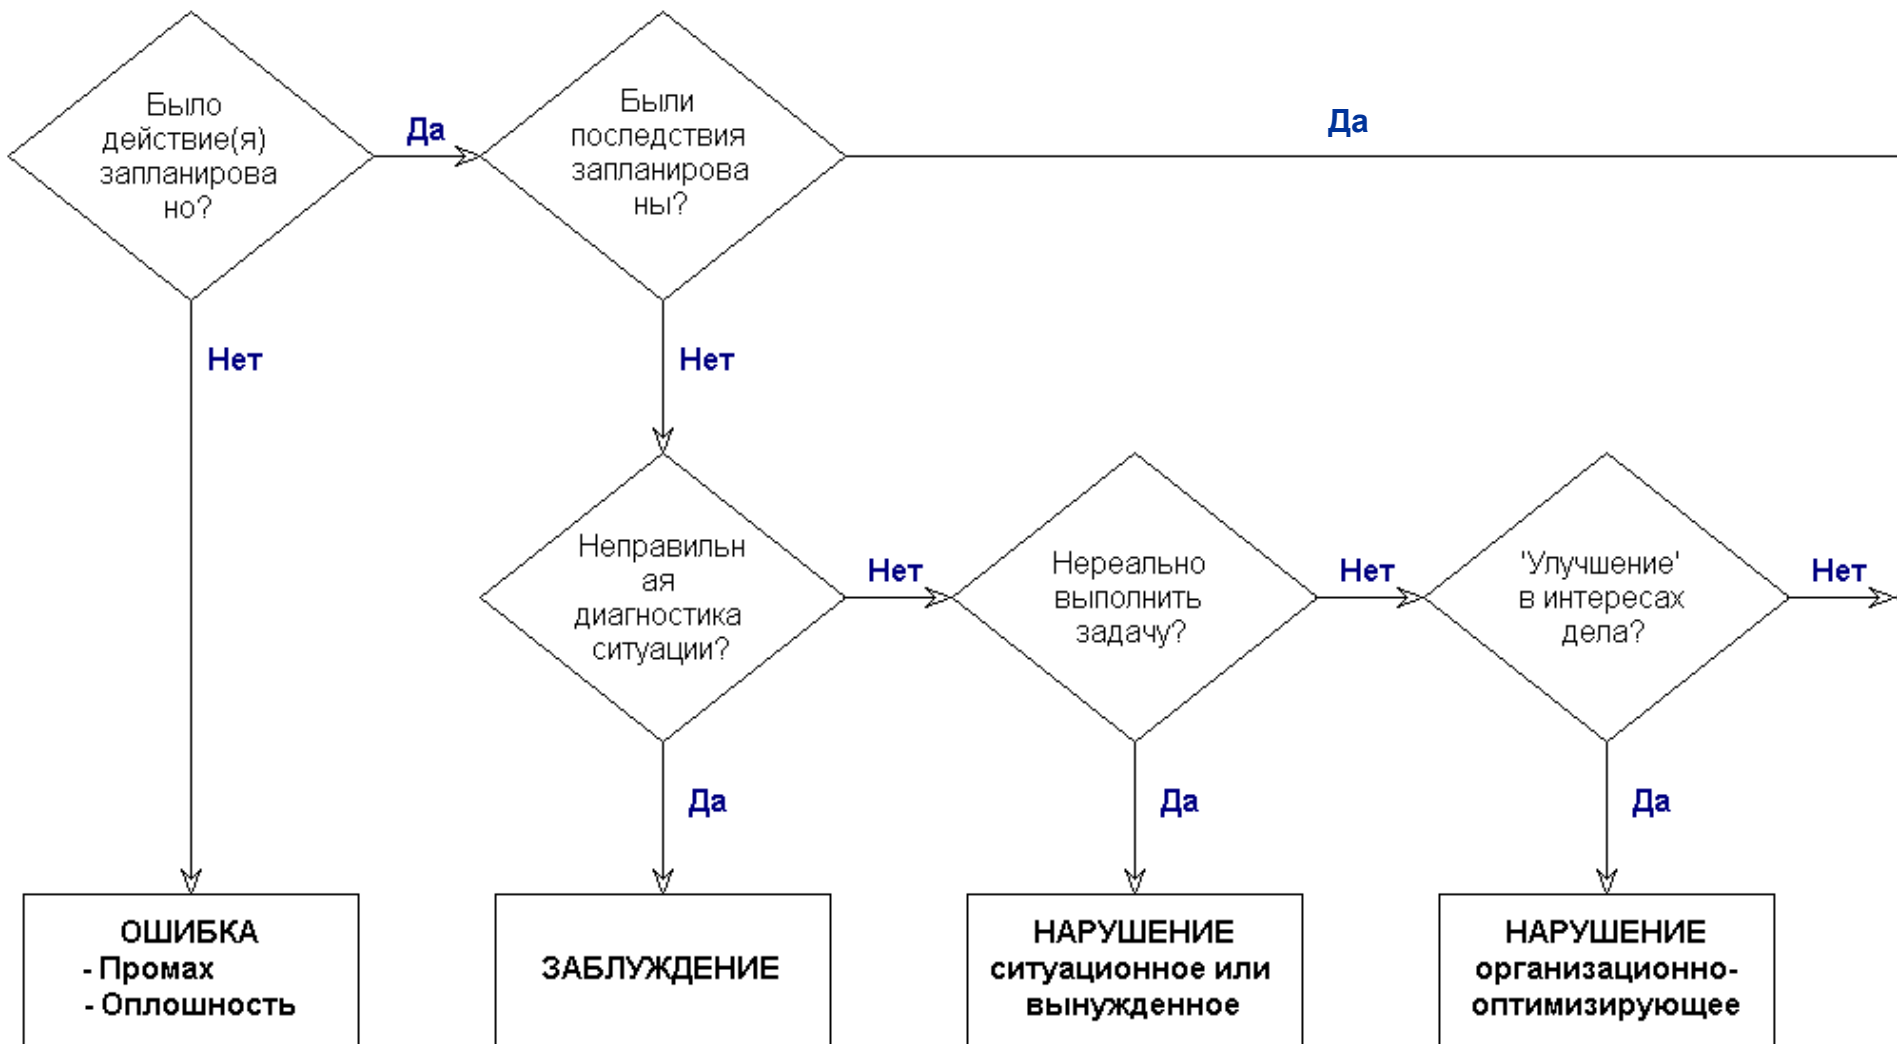 Было
действие(я)
запланирова
но?
Да
Были
последствия
запланирова
ны?
Да
Нет
Нет
Неправильн
ая
диагностика
ситуации?
Нет
Нереально
выполнить
задачу?
Нет
'Улучшение'
в интересах
дела?
Нет
Да
Да
Да
ОШИБКА
- Промах
- Оплошность
ЗАБЛУЖДЕНИЕ
НАРУШЕНИЕ
ситуационное или
вынужденное
НАРУШЕНИЕ
организационно-
оптимизирующее